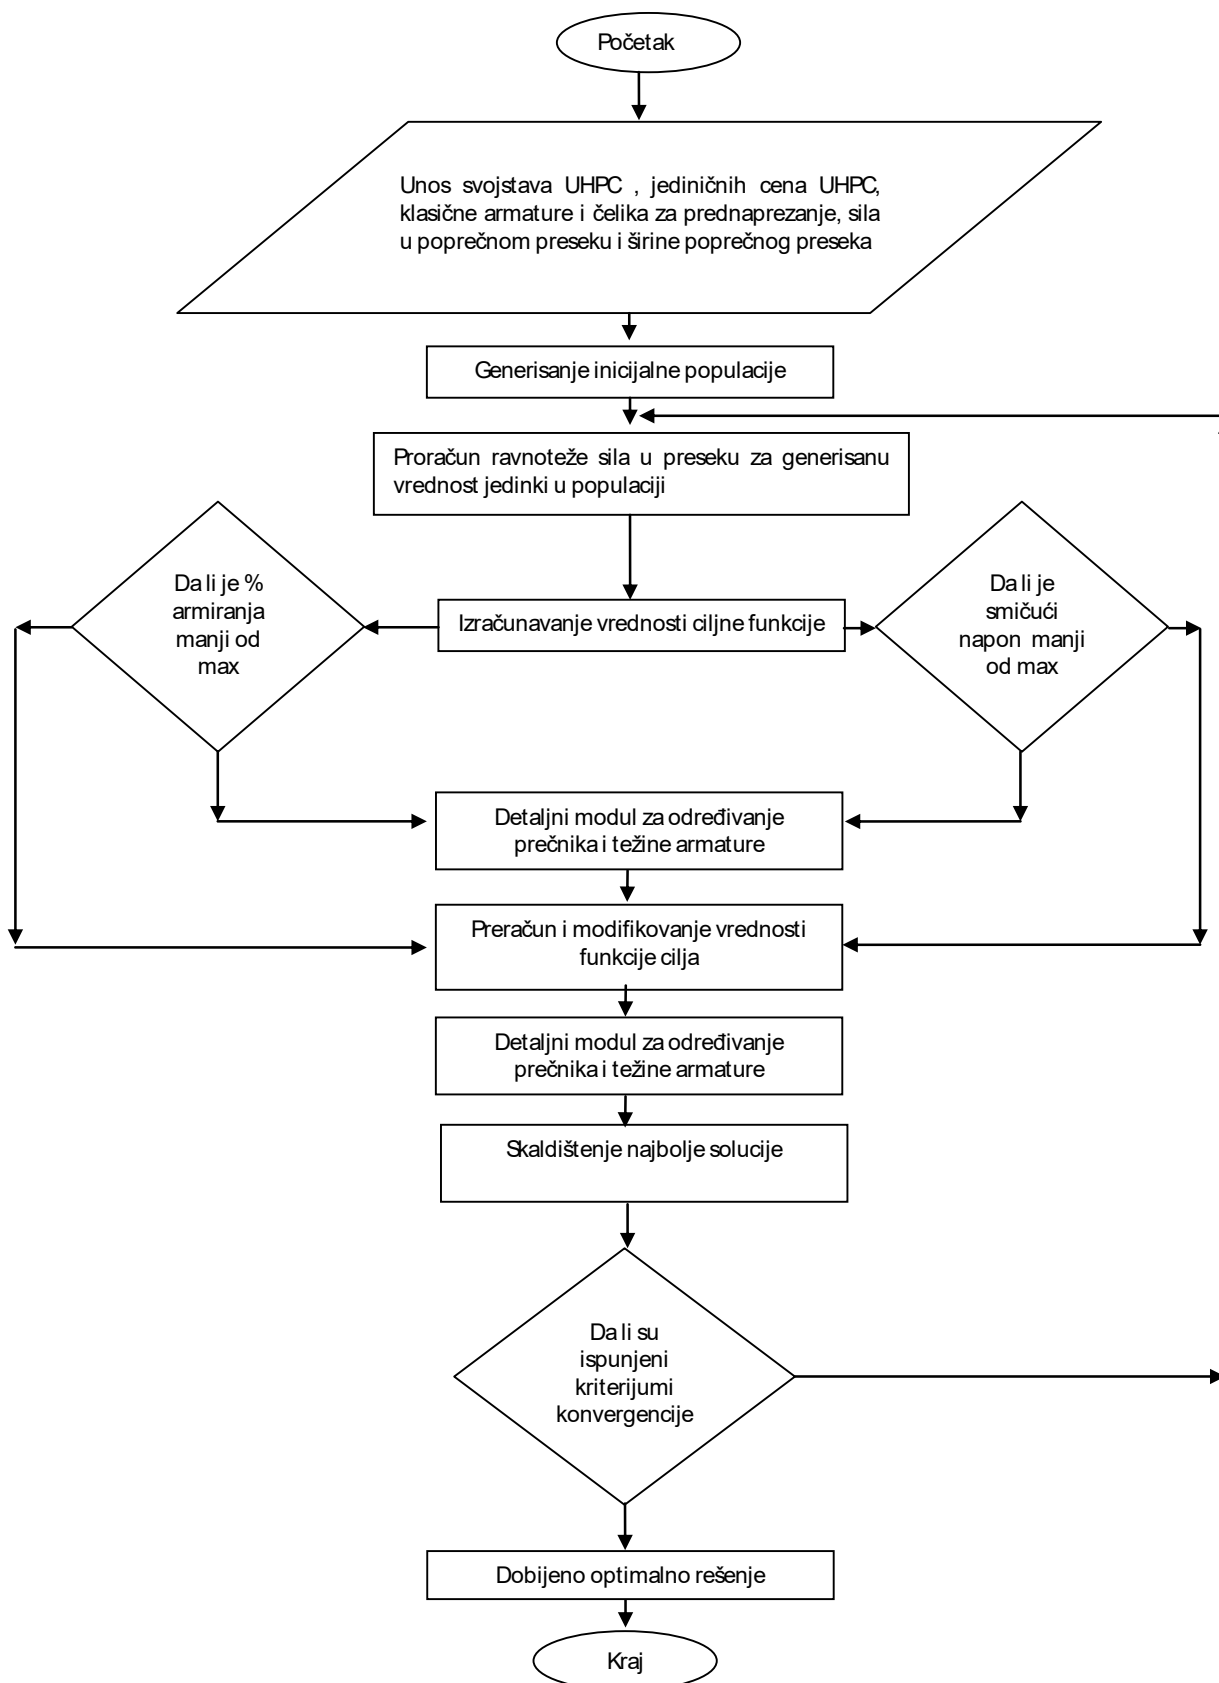 Početak
Unos svojstava UHPC , jediničnih cena UHPC,
klasične armature i čelika za prednaprezanje, sila
u poprečnom preseku i širine poprečnog preseka
Generisanje inicijalne populacije
Proračun ravnoteže sila u preseku za generisanu
vrednost jedinki u populaciji
Da li je %
armiranja
manji od
max
Izračunavanje vrednosti ciljne funkcije
Da li je
smičući
napon manji
od max
Detaljni modul za određivanje
prečnika i težine armature
Preračun i modifikovanje vrednosti
funkcije cilja
Detaljni modul za određivanje
prečnika i težine armature
Skaldištenje najbolje solucije
Da li su
ispunjeni
kriterijumi
konvergencije
Dobijeno optimalno rešenje
Kraj